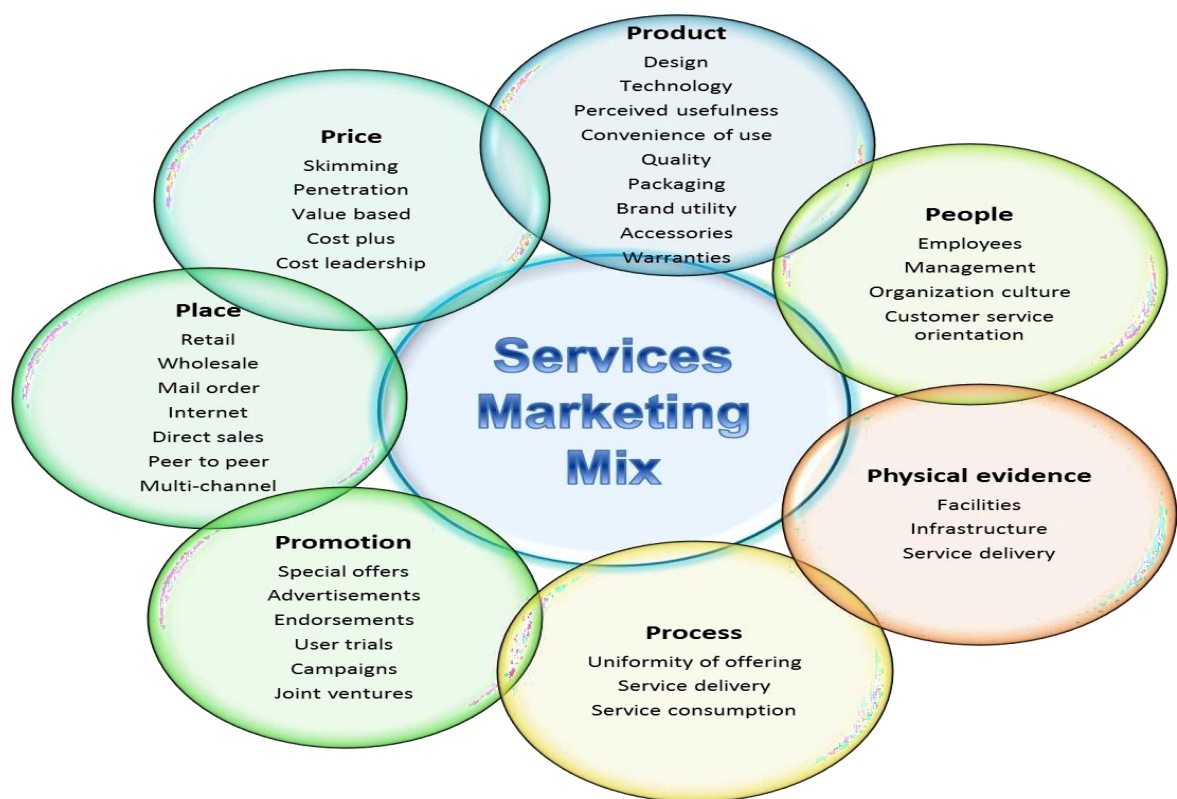 Product
Design
Technology
Perceived usefulness
Convenience of use
Quality
Packaging
Brand utility
Accessories
Warranties
People
Employees
Management
Organization culture
Customer service
orientation
Physical evidence
Facilities
Infrastructure
Service delivery
Process
Uniformity of offering
Service delivery
Service consumption
Promotion
Special offers
Advertisements
Endorsements
User trials
Campaigns
Joint ventures
Place
Retail
Wholesale
Mail order
Internet
Direct sales
Peer to peer
Multi-channel
Price
Skimming
Penetration
Value based
Cost plus
Cost leadership
Services
Marketing
Mix